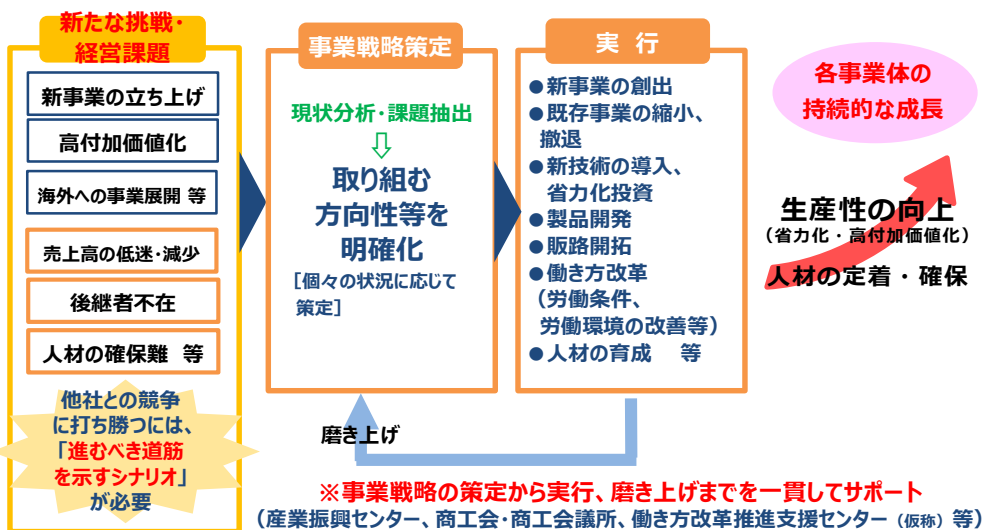 新たな挑戦・
経営課題
新事業の立ち上げ
高付加価値化
海外への事業展開 等
売上高の低迷・減少
後継者不在
人材の確保難 等
他社との競争
に打ち勝つには、
「進むべき道筋
を示すシナリオ」
が必要
事業戦略策定
現状分析・課題抽出
⇩
取り組む
方向性等を
明確化
[個々の状況に応じて
策定]
実 行
●新事業の創出
●既存事業の縮小、
撤退
●新技術の導入、
省力化投資
●製品開発
●販路開拓
●働き方改革
(労働条件、
労働環境の改善等)
●人材の育成 等
磨き上げ
各事業体の
持続的な成長
生産性の向上
(省力化・高付加価値化)
人材の定着・確保
※事業戦略の策定から実行、磨き上げまでを一貫してサポート
(産業振興センター、商工会・商工会議所、働き方改革推進支援センター(仮称)等)